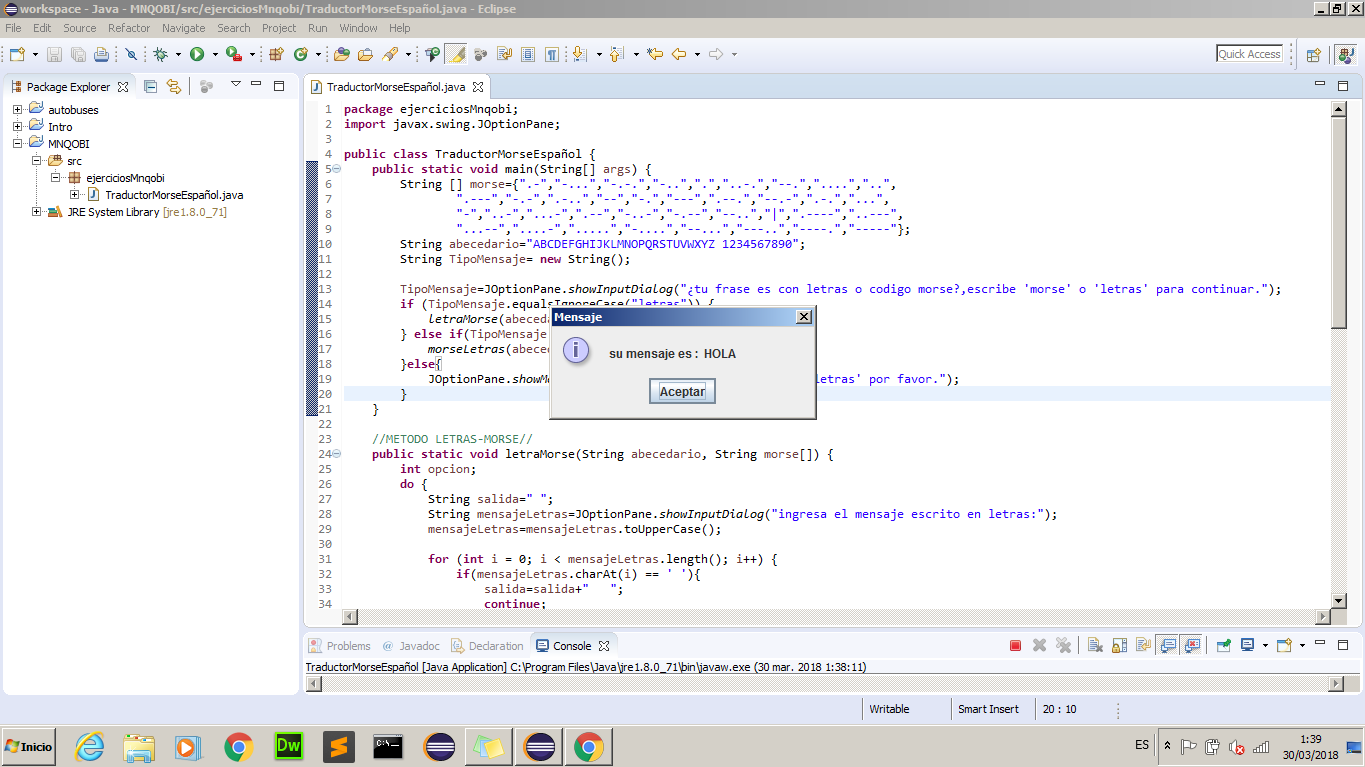 workspace - Java - MNQOBI/src/ejerciciosMnqobi/TraductorMorseEspañol.java - Eclipse
File Edit Source Refactor Navigate Search Project Run Window Help
Quick Access
Package Explorer
autobuses
Intro
MNQOBI
src
ejerciciosMnqobi
TraductorMorseEspañol.java
JRE System Library [jre1.8.0_71]
TraductorMorseEspañol.java
1 package ejerciciosMnqobi;
2 import javax.swing.JOptionPane;
3
4 public class TraductorMorseEspañol {
5 public static void main(String[] args) {
6 String [] morse={".-","-...","-.-.","-..",".","..-.","--.","....","..",
7 ".---","-.-",".-..","--","-.","---",".--.","--.-",".-.","...",
8 "-","..-","...-",".--","-..-","-.--","--..","|",".----","..---",
9 "...--","....-",".....","-....","--...","---..","----.","-----"};
10 String abecedario="ABCDEFGHIJKLMNOPQRSTUVWXYZ 1234567890";
11 String TipoMensaje= new String();
12
13 TipoMensaje=JOptionPane.showInputDialog("¿tu frase es con letras o codigo morse?,escribe 'morse' o 'letras' para continuar.");
14 if (TipoMensaje.equalsIgnoreCase("letras")) {
15 letraMorse(abeceda
16 } else if(TipoMensaje
17 morseLetras(abeced
18 }else{
19 JOptionPane.showMe letras' por favor.");
20 }
21 }
22
23 //METODO LETRAS-MORSE//
24 public static void letraMorse(String abecedario, String morse[]) {
25 int opcion;
26 do {
27 String salida=" ";
28 String mensajeLetras=JOptionPane.showInputDialog("ingresa el mensaje escrito en letras:");
29 mensajeLetras=mensajeLetras.toUpperCase();
30
31 for (int i = 0; i < mensajeLetras.length(); i++) {
32 if(mensajeLetras.charAt(i) == ' '){
33 salida=salida+"   ";
34 continue;
Mensaje
su mensaje es : HOLA
Aceptar
Problems @ Javadoc Declaration Console
TraductorMorseEspañol [Java Application] C:\Program Files\Java\jre1.8.0_71\bin\javaw.exe (30 mar. 2018 1:38:11)
Writable Smart Insert 20 : 10
Inicio
Dw
C:\_
ES
1:39
30/03/2018